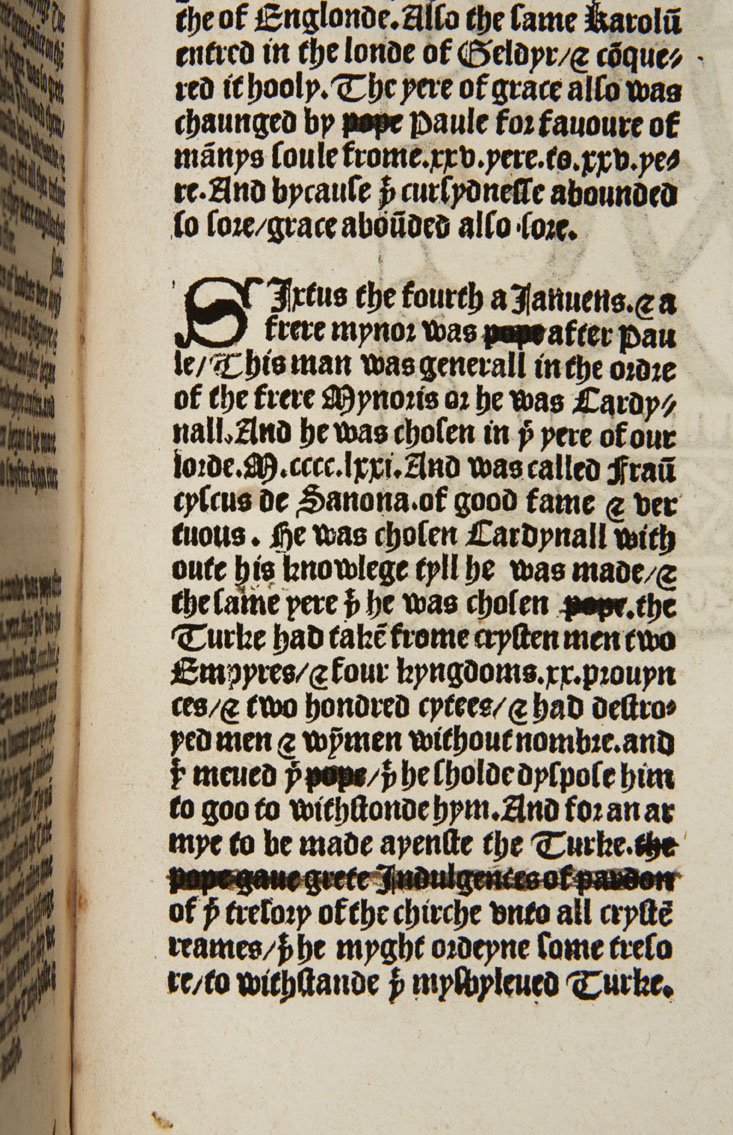 the of Englonde. Also the same Karolū
entred in the londe of Geldyr/⁊ cōque⸗
red it hooly. The yere of grace also was
chaunged by pope Paule for fauoure of
mānys soule frome.xxv.yere.to.xxv.ye⸗
re. And bycause þͭ cursydnesse abounded
so sore/grace aboūded also sore.
SIxtus the fourth a Januens.⁊ a
frere mynor was pope after Pau
le/This man was generall in the ordre
of the frere Mynoris or he was Cardy⸗
nall. And he was chosen in þͤ yere of our
lorde.M.cccc.lxxi. And was called Fraū
cyscus de Sanona.of good fame ⁊ ver
tuous. He was chosen Cardynall with
oute his knowlege tyll he was made/⁊
the same yere þͭ he was chosen pope.the
Turke had takē frome crysten men two
Empyres/⁊ four kyngdoms.xx.prouyn
ces/⁊ two hondred cytees/⁊ had destro⸗
yed men ⁊ wȳmen without nombre.and
þͭ meued þͤ pope/þͭ he sholde dyspose him
to goo to withstonde hym. And for an ar
mye to be made ayenste the Turke.the
pope gaue grete Indulgences of pardon
of þͤ tresory of the chirche vnto all crystē
reames/þͭ he myght ordeyne some treso
re/to withstande þͤ mysbyleued Turke.